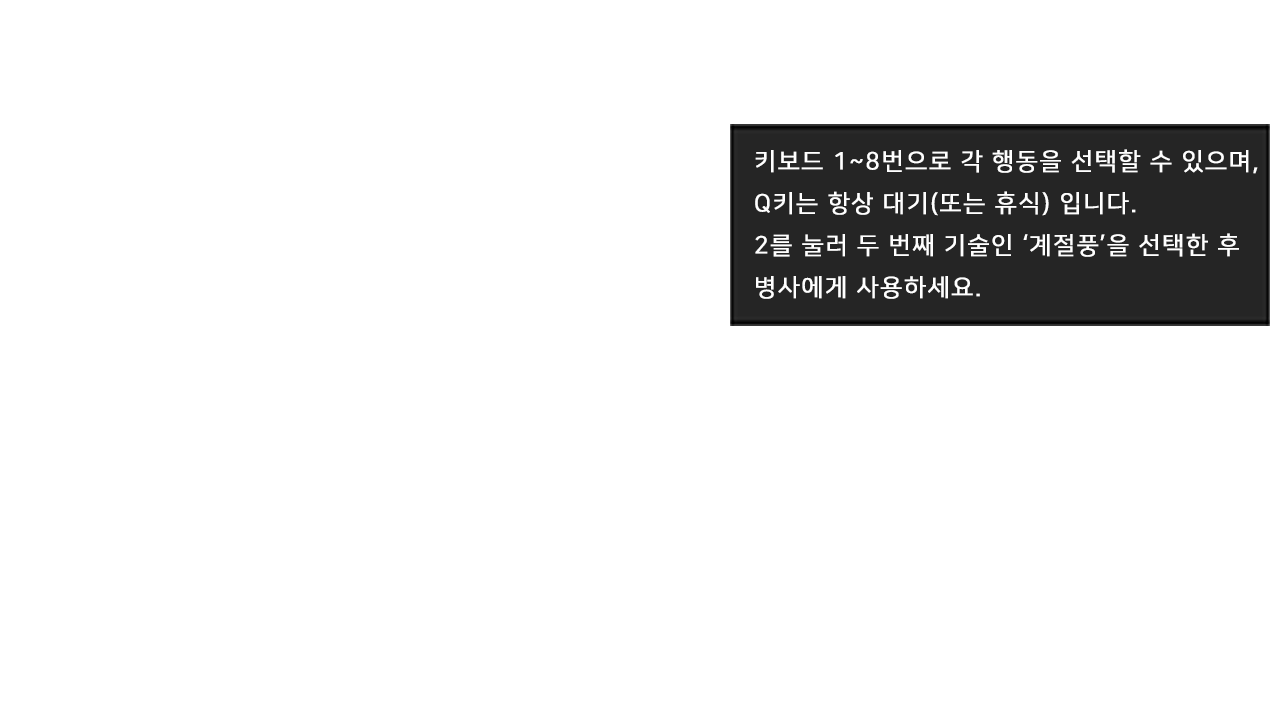 키보드 1~8번으로 각 행동을 선택할 수 있으며,
Q키는 항상 대기(또는 휴식) 입니다.
2를 눌러 두 번째 기술인 ‘계절풍’을 선택한 후
병사에게 사용하세요.